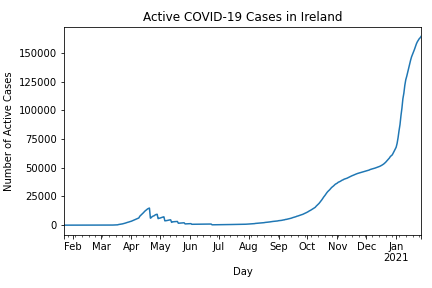 Active COVID-19 Cases in Ireland
Number of Active Cases
150000
125000
100000
75000
50000
25000
0
Feb Mar Apr May Jun Jul Aug Sep Oct Nov Dec Jan
2021
Day